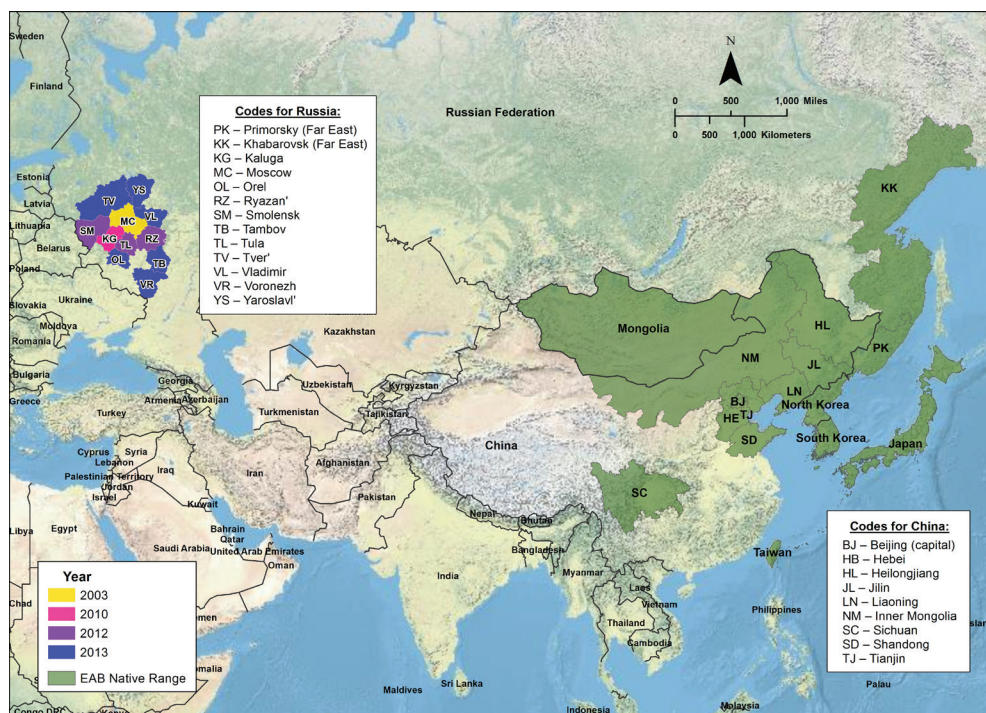 Sweden
Finland
Estonia
Latvia
Lithuania
Belarus
Poland
Ukraine
Slovakia
Moldova
Romania
Bulgaria
Greece
TV
YS
MC
VL
SM
KG
TL
RZ
OL
TB
VR
Codes for Russia:
PK – Primorsky (Far East)
KK – Khabarovsk (Far East)
KG – Kaluga
MC – Moscow
OL – Orel
RZ – Ryazan'
SM – Smolensk
TB – Tambov
TL – Tula
TV – Tver'
VL – Vladimir
VR – Voronezh
YS – Yaroslavl'
Russian Federation
N
0 500 1,000 Miles
0 500 1,000 Kilometers
KK
Mongolia
HL
NM
JL
PK
LN
BJ
TJ
HE
SD
North Korea
South Korea
Japan
Kazakhstan
Georgia
Armenia
Azerbaijan
Uzbekistan
Kyrgyzstan
Turkmenistan
Tajikistan
Turkey
China
Cyprus
Syria
Lebanon
Palestinian Territory
Iraq
Jordan
Israel
Iran
Afghanistan
Pakistan
Kuwait
SC
Libya
Egypt
Bahrain
Qatar
Saudi Arabia
United Arab Emirates
Oman
Nepal
Bhutan
Bangladesh
India
Myanmar
Laos
Vietnam
Thailand
Cambodia
Taiwan
Philippines
Chad
Sri Lanka
Maldives
Indonesia
Malaysia
Palau
Codes for China:
BJ – Beijing (capital)
HB – Hebei
HL – Heilongjiang
JL – Jilin
LN – Liaoning
NM – Inner Mongolia
SC – Sichuan
SD – Shandong
TJ – Tianjin
Year
2003
2010
2012
2013
EAB Native Range